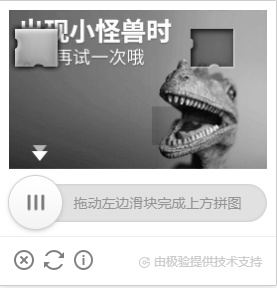 现小怪兽时
再试一次哦
拖动左边滑块完成上方拼图
由极验提供技术支持